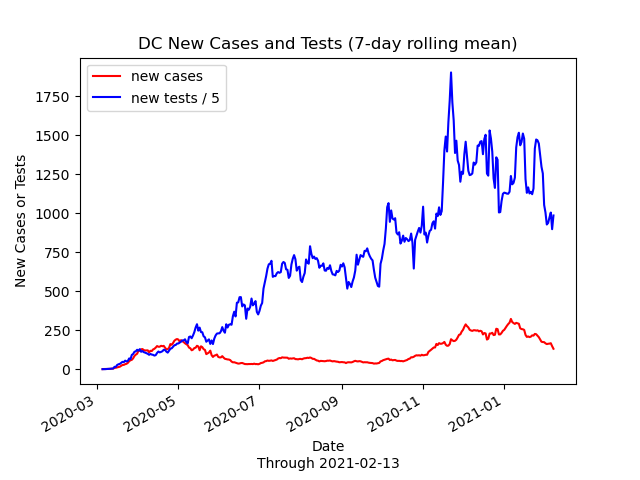 DC New Cases and Tests (7-day rolling mean)
new cases
new tests / 5
New Cases or Tests
1750
1500
1250
1000
750
500
250
0
2020-03
2020-05
2020-07
2020-09
2020-11
2021-01
Date
Through 2021-02-13